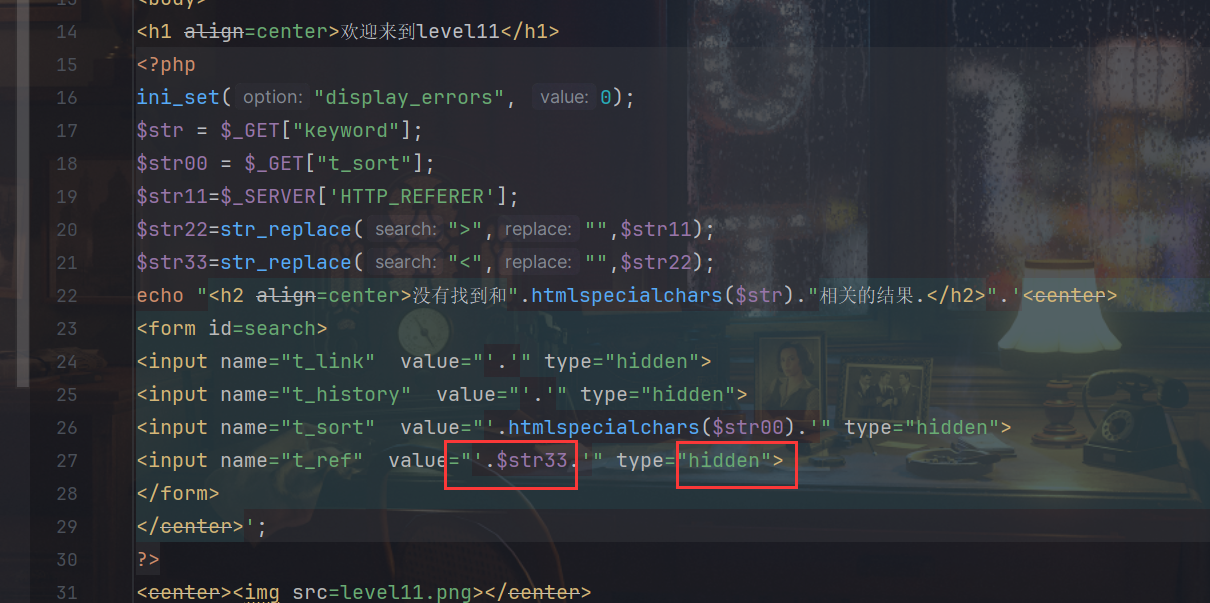 13 <body>
14 <h1 align=center>欢迎来到level11</h1>
15 <?php
16 ini_set( option: "display_errors", value: 0);
17 $str = $_GET["keyword"];
18 $str00 = $_GET["t_sort"];
19 $str11=$_SERVER['HTTP_REFERER'];
20 $str22=str_replace( search: ">", replace: "",$str11);
21 $str33=str_replace( search: "<", replace: "",$str22);
22 echo "<h2 align=center>没有找到和".htmlspecialchars($str)."相关的结果.</h2>".'<center>
23 <form id=search>
24 <input name="t_link"  value="'.'" type="hidden">
25 <input name="t_history"  value="'.'" type="hidden">
26 <input name="t_sort"  value="'.htmlspecialchars($str00).'" type="hidden">
27 <input name="t_ref"  value="'.$str33.'" type="hidden">
28 </form>
29 </center>';
30 ?>
31 <center><img src=level11.png></center>